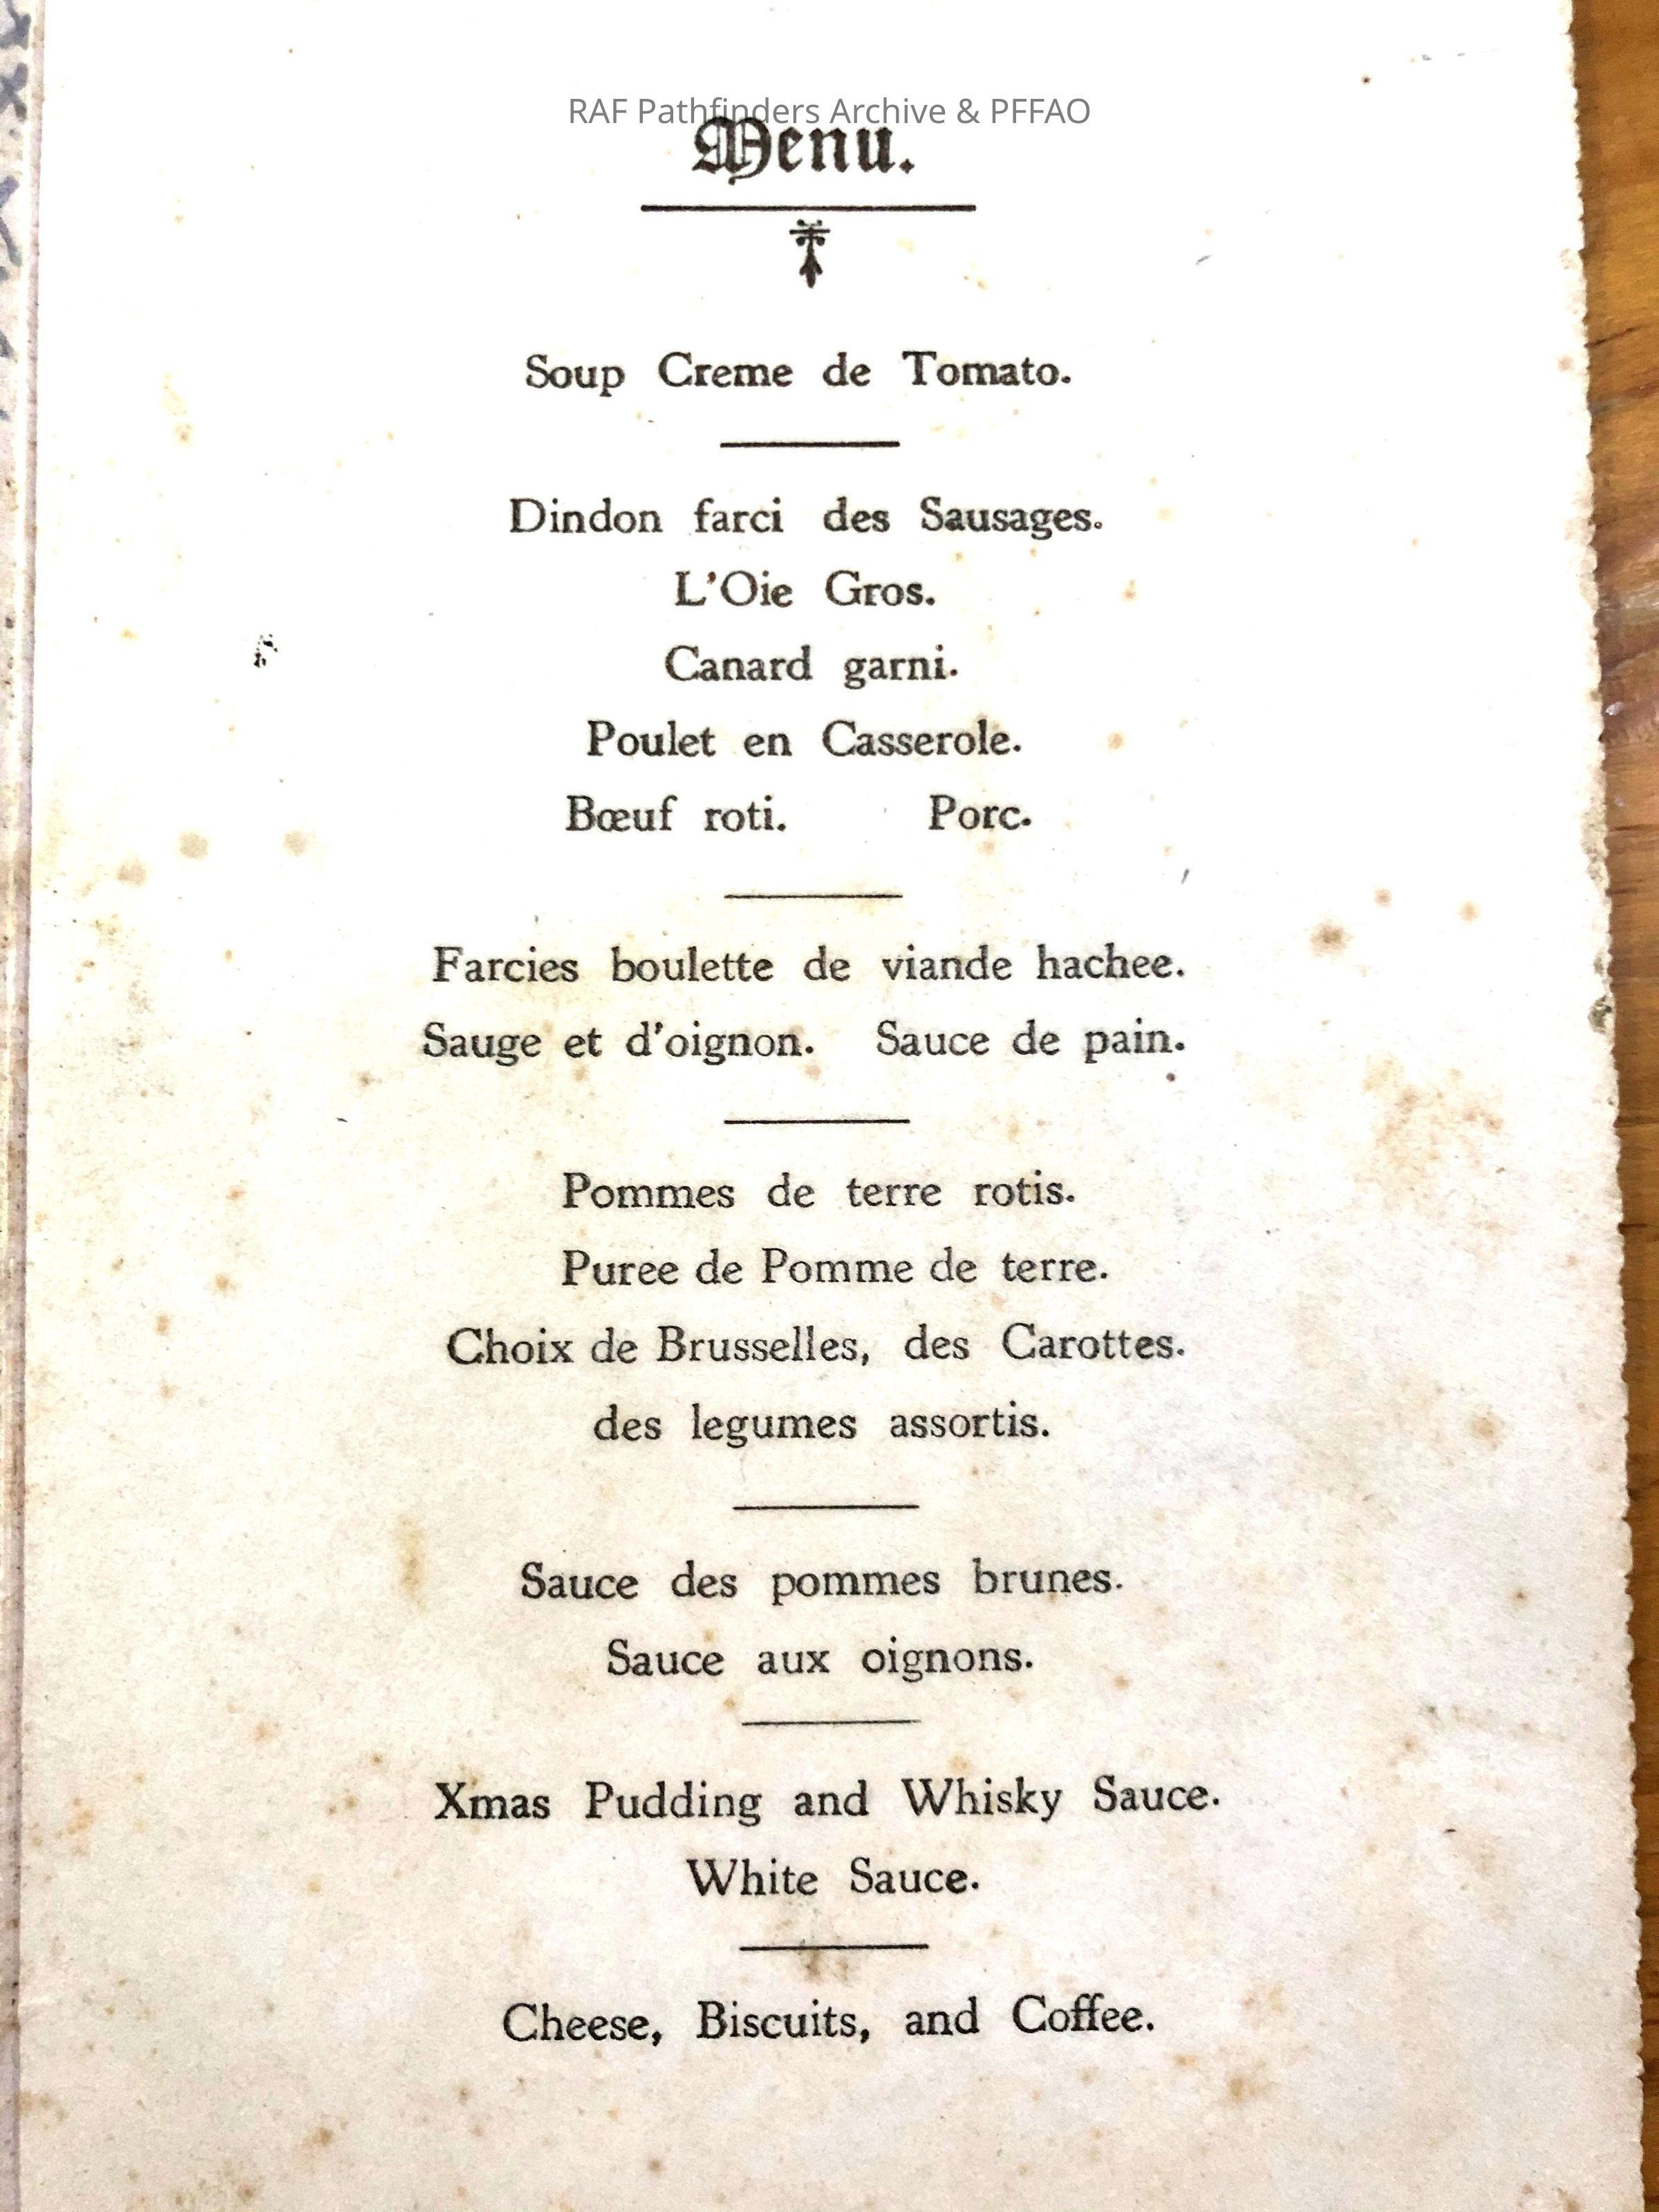 RAF Pathfinders Archive & PFFAO
Menu.
Soup Creme de Tomato.
Dindon farci des Sausages.
L'Oie Gros.
Canard garni.
Poulet en Casserole.
Bœuf roti. Porc.
Farcies boulette de viande hachee.
Sauge et d'oignon. Sauce de pain.
Pommes de terre rotis.
Puree de Pomme de terre.
Choix de Brusselles, des Carottes.
des legumes assortis.
Sauce des pommes brunes.
Sauce aux oignons.
Xmas Pudding and Whisky Sauce.
White Sauce.
Cheese, Biscuits, and Coffee.